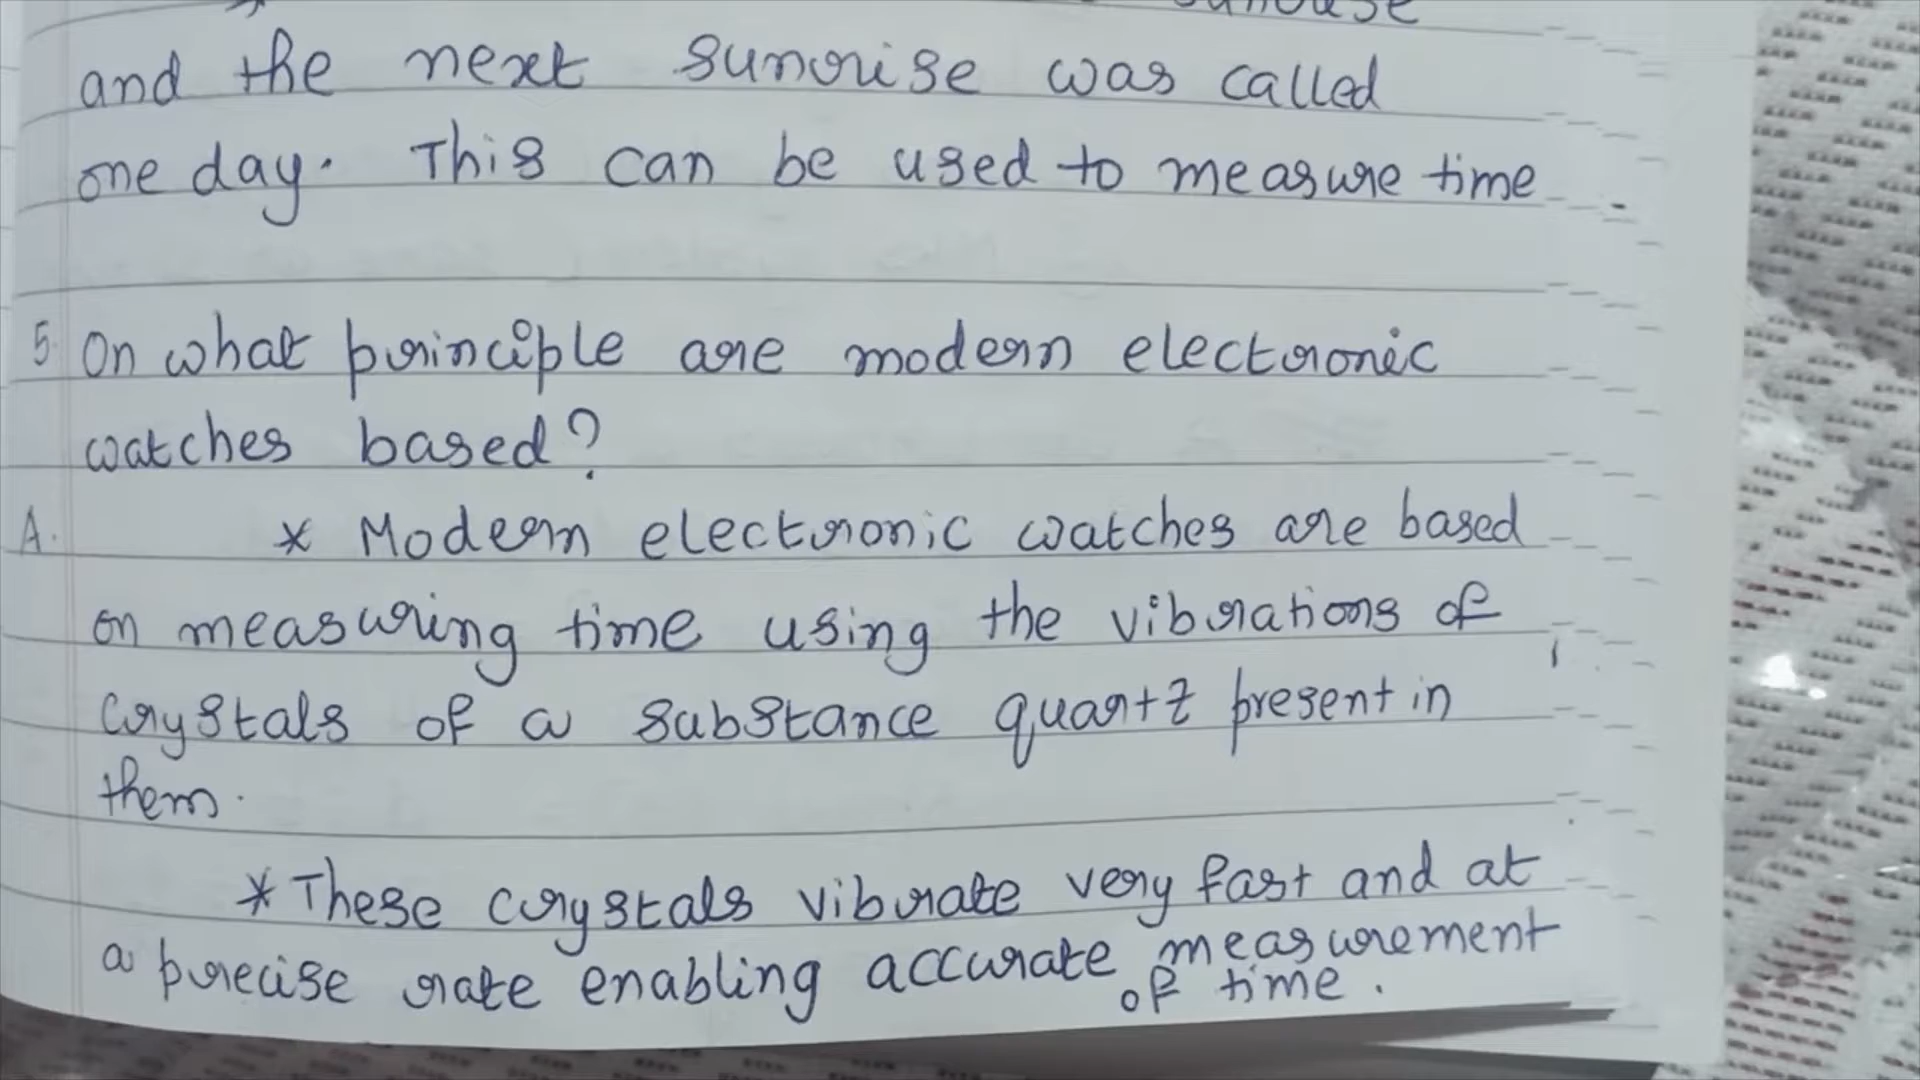 and the next sunrise was called
one day. This can be used to measure time.
5. On what principle are modern electronic
watches based?
A. * Modern electronic watches are based
on measuring time using the vibrations of
crystals of a substance quartz present in
them.
* These crystals vibrate very fast and at
a precise rate enabling accurate measurement
of time.